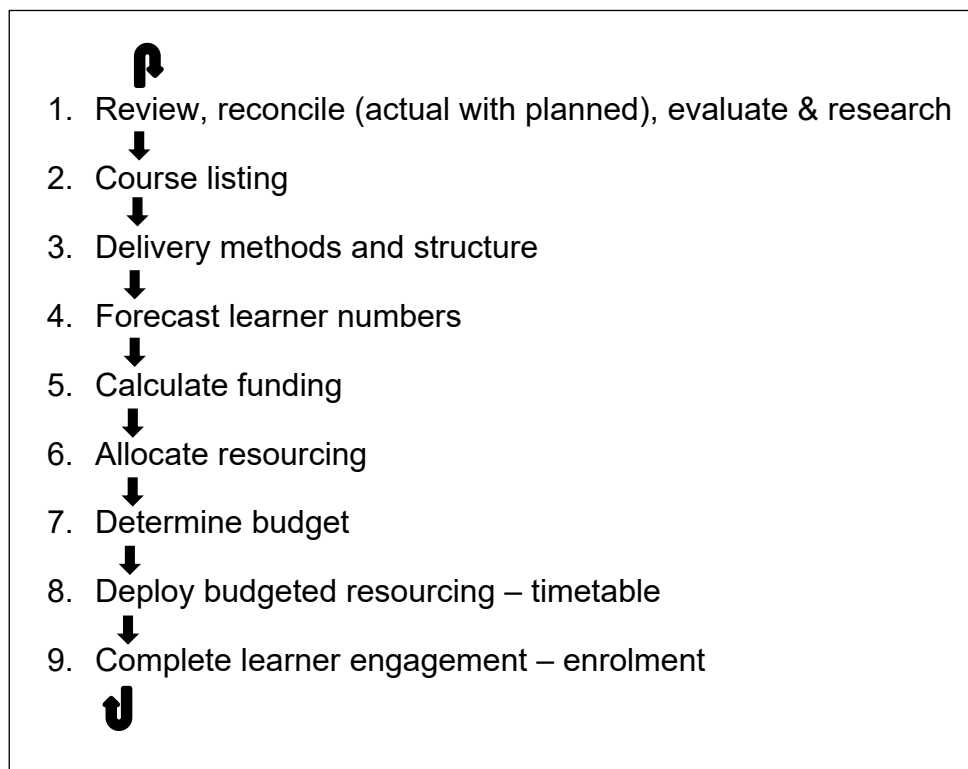 1. Review, reconcile (actual with planned), evaluate & research
2. Course listing
3. Delivery methods and structure
4. Forecast learner numbers
5. Calculate funding
6. Allocate resourcing
7. Determine budget
8. Deploy budgeted resourcing – timetable
9. Complete learner engagement – enrolment